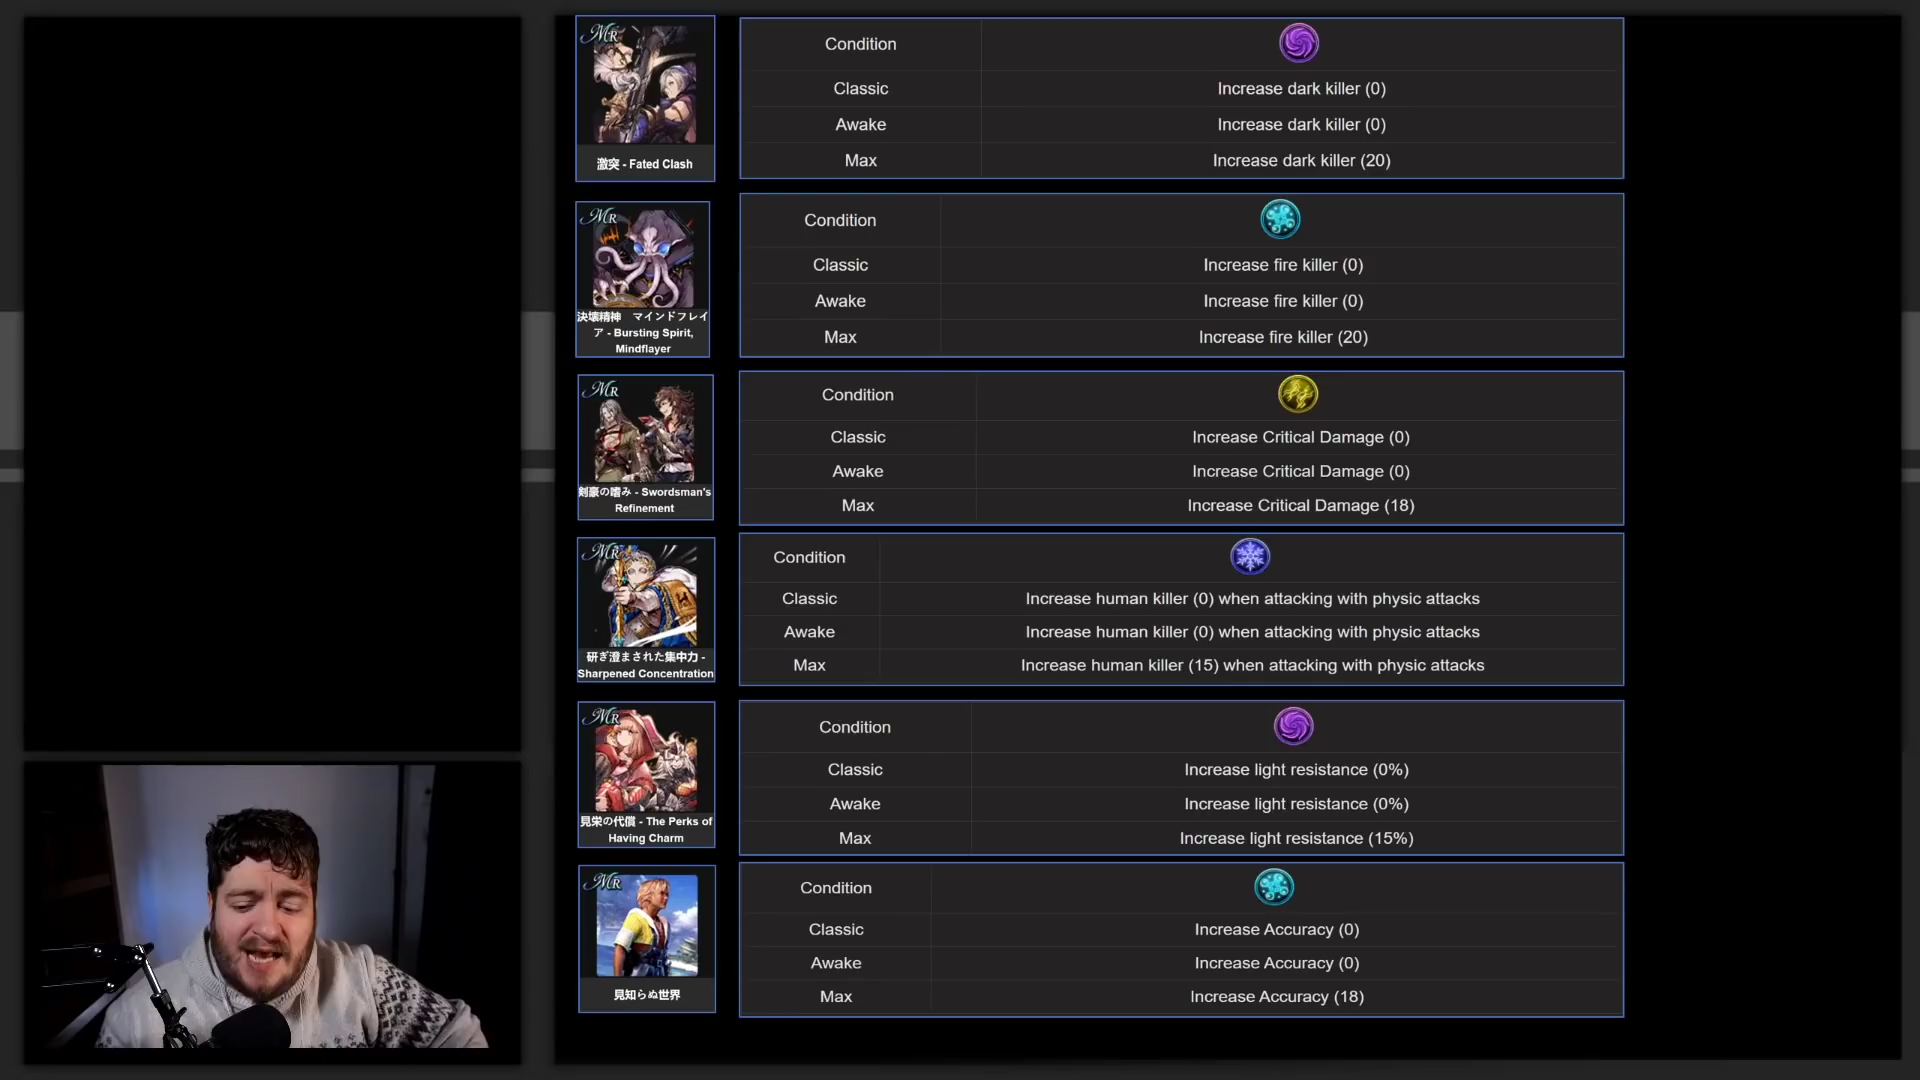 MR
激突 - Fated Clash
Condition
Classic Increase dark killer (0)
Awake Increase dark killer (0)
Max Increase dark killer (20)
MR
決壊精神 マインドフレイ
ア - Bursting Spirit,
Mindflayer
Condition
Classic Increase fire killer (0)
Awake Increase fire killer (0)
Max Increase fire killer (20)
MR
剣豪の嗜み - Swordsman's
Refinement
Condition
Classic Increase Critical Damage (0)
Awake Increase Critical Damage (0)
Max Increase Critical Damage (18)
MR
研ぎ澄まされた集中力 -
Sharpened Concentration
Condition
Classic Increase human killer (0) when attacking with physic attacks
Awake Increase human killer (0) when attacking with physic attacks
Max Increase human killer (15) when attacking with physic attacks
MR
見栄の代償 - The Perks of
Having Charm
Condition
Classic Increase light resistance (0%)
Awake Increase light resistance (0%)
Max Increase light resistance (15%)
MR
見知らぬ世界
Condition
Classic Increase Accuracy (0)
Awake Increase Accuracy (0)
Max Increase Accuracy (18)